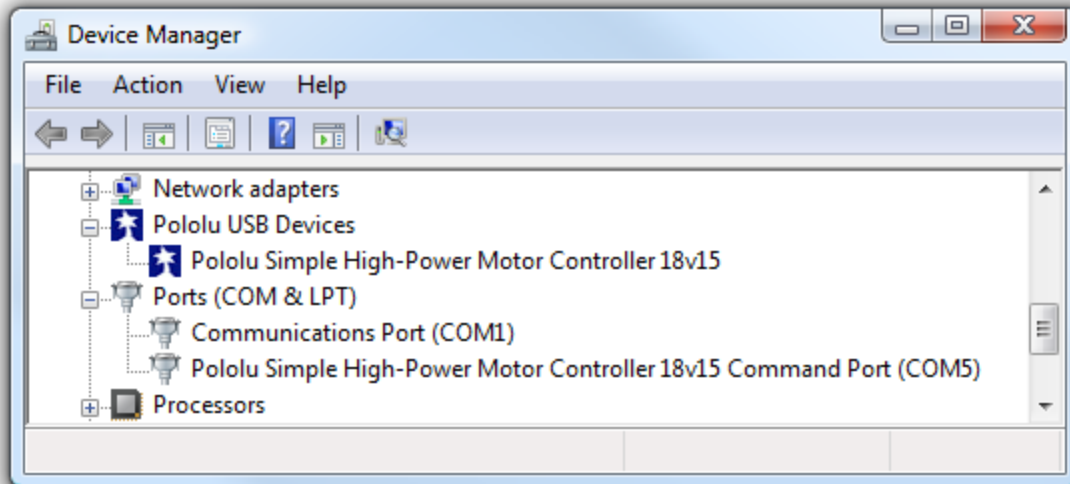 Device Manager
File Action View Help
Network adapters
Pololu USB Devices
Pololu Simple High-Power Motor Controller 18v15
Ports (COM & LPT)
Communications Port (COM1)
Pololu Simple High-Power Motor Controller 18v15 Command Port (COM5)
Processors